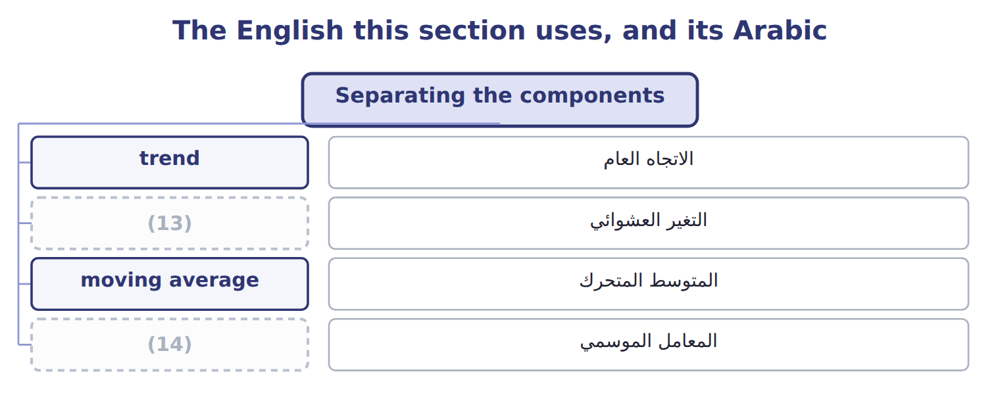 The English this section uses, and its Arabic
Separating the components
trend
الاتجاه العام
(13)
التغير العشوائي
moving average
المتوسط المتحرك
(14)
المعامل الموسمي